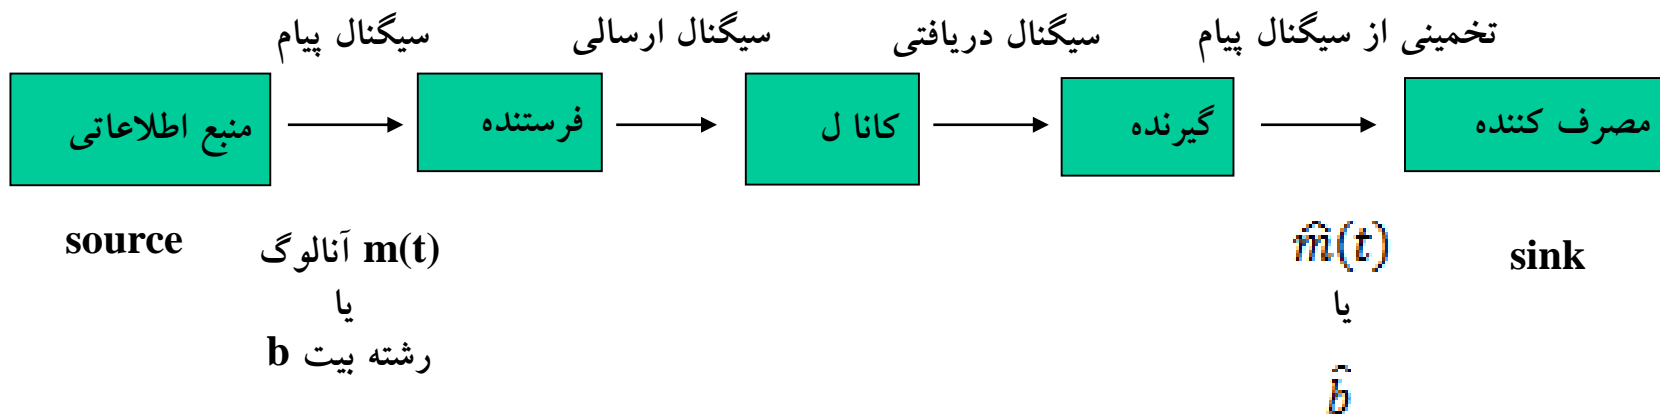 سیگنال پیام
سیگنال ارسالی
سیگنال دریافتی
تخمینی از سیگنال پیام
منبع اطلاعاتی
فرستنده
کانا ل
گیرنده
مصرف کننده
source
m(t) آنالوگ
یا
رشته بیت b
m̂(t)
یا
b̂
sink